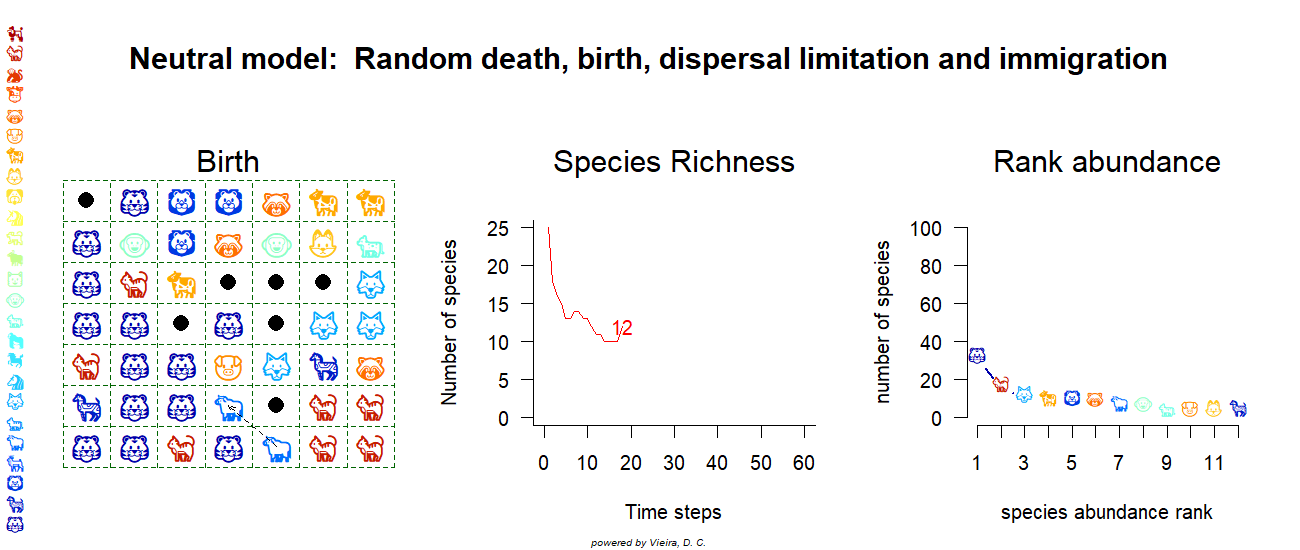 Neutral model:  Random death, birth, dispersal limitation and immigration
Birth
Species Richness
Number of species
25
20
15
10
5
0
12
0 10 20 30 40 50 60
Time steps
Rank abundance
number of species
100
80
60
40
20
0
1 3 5 7 9 11
species abundance rank
powered by Vieira, D. C.